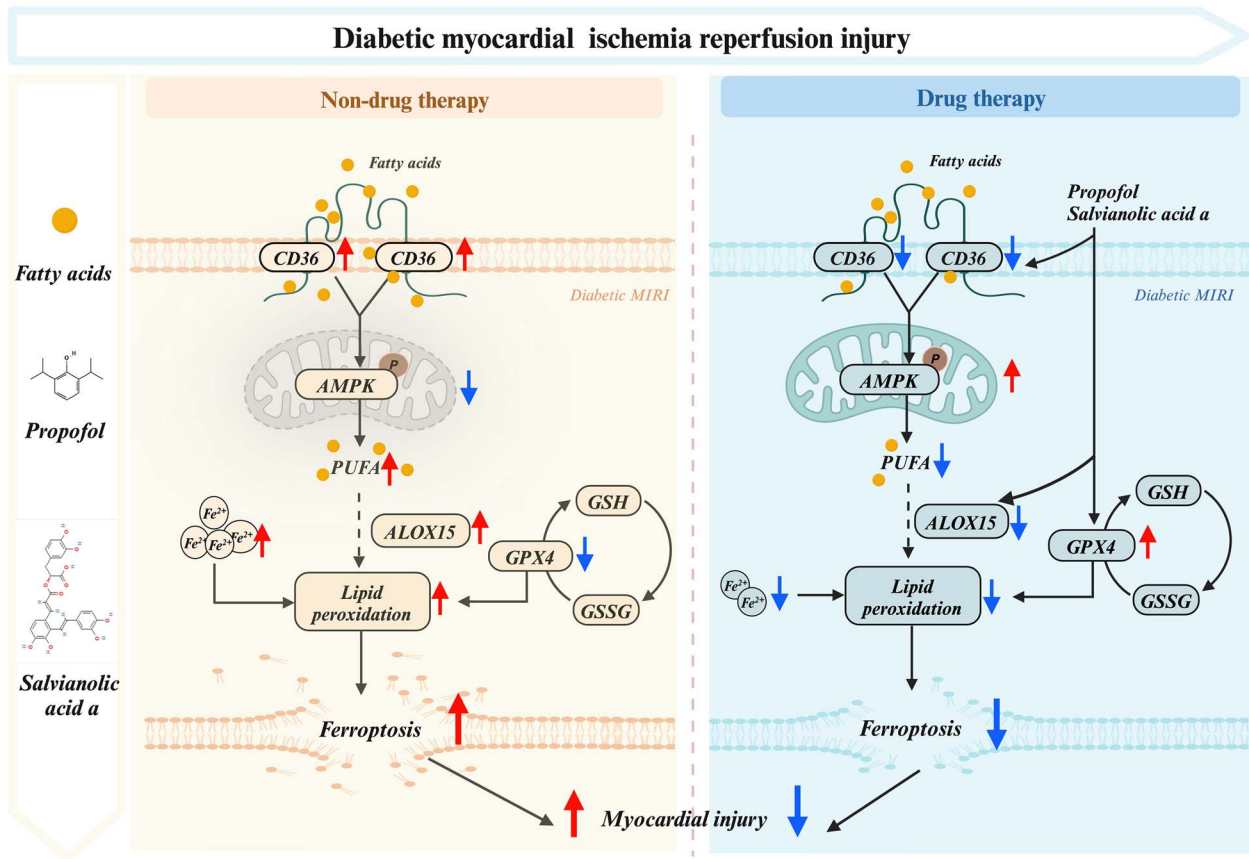 Diabetic myocardial ischemia reperfusion injury
Fatty acids
Propofol
Salvianolic
acid a
Non-drug therapy
Fatty acids
CD36
CD36
Diabetic MIRI
P
AMPK
PUFA
Fe2+
Fe2+
Fe2+
Fe2+
ALOX15
GSH
GPX4
GSSG
Lipid
peroxidation
Ferroptosis
Drug therapy
Fatty acids
Propofol
Salvianolic acid a
CD36
CD36
Diabetic MIRI
P
AMPK
PUFA
ALOX15
GSH
GPX4
GSSG
Fe2+
Fe2+
Lipid
peroxidation
Ferroptosis
Myocardial injury